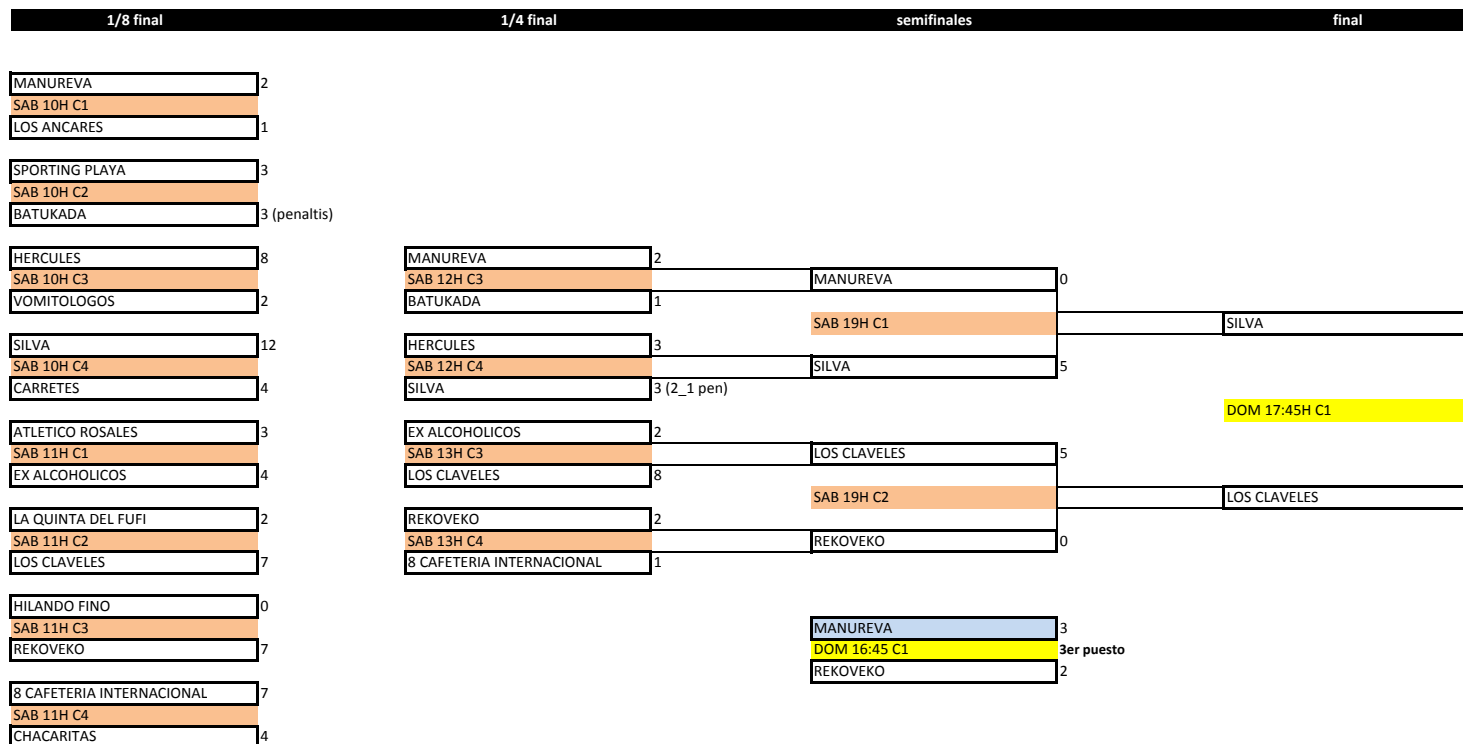 1/8 final 1/4 final semifinales final
MANUREVA 2
SAB 10H C1
LOS ANCARES 1
SPORTING PLAYA 3
SAB 10H C2
BATUKADA 3 (penaltis)
HERCULES 8
SAB 10H C3
VOMITOLOGOS 2
SILVA 12
SAB 10H C4
CARRETES 4
ATLETICO ROSALES 3
SAB 11H C1
EX ALCOHOLICOS 4
LA QUINTA DEL FUFI 2
SAB 11H C2
LOS CLAVELES 7
HILANDO FINO 0
SAB 11H C3
REKOVEKO 7
8 CAFETERIA INTERNACIONAL 7
SAB 11H C4
CHACARITAS 4
MANUREVA 2
SAB 12H C3
BATUKADA 1
HERCULES 3
SAB 12H C4
SILVA 3 (2_1 pen)
EX ALCOHOLICOS 2
SAB 13H C3
LOS CLAVELES 8
REKOVEKO 2
SAB 13H C4
8 CAFETERIA INTERNACIONAL 1
MANUREVA 0
SAB 19H C1
SILVA 5
LOS CLAVELES 5
SAB 19H C2
REKOVEKO 0
MANUREVA 3
DOM 16:45 C1 3er puesto
REKOVEKO 2
SILVA
DOM 17:45H C1
LOS CLAVELES